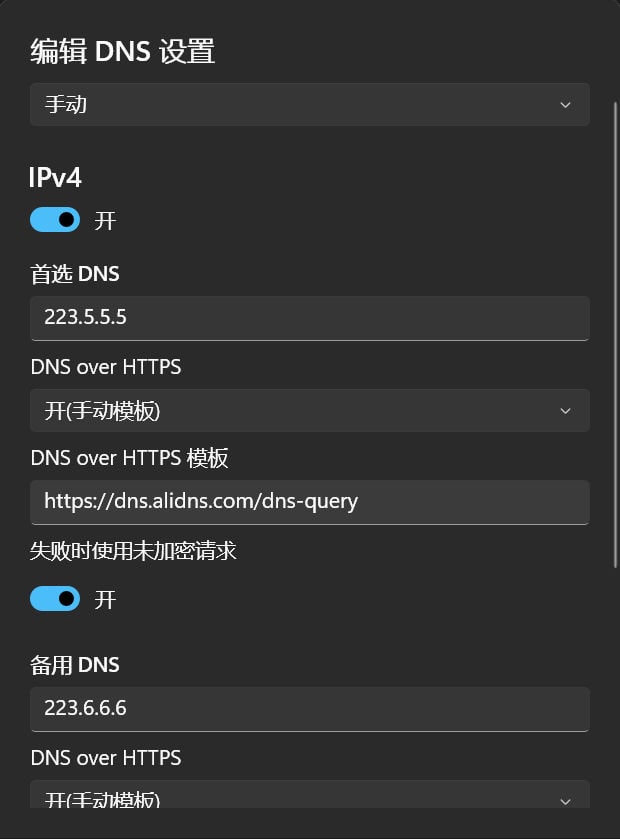 编辑 DNS 设置
手动
IPv4
开
首选 DNS
223.5.5.5
DNS over HTTPS
开(手动模板)
DNS over HTTPS 模板
https://dns.alidns.com/dns-query
失败时使用未加密请求
开
备用 DNS
223.6.6.6
DNS over HTTPS
开(手动模板)